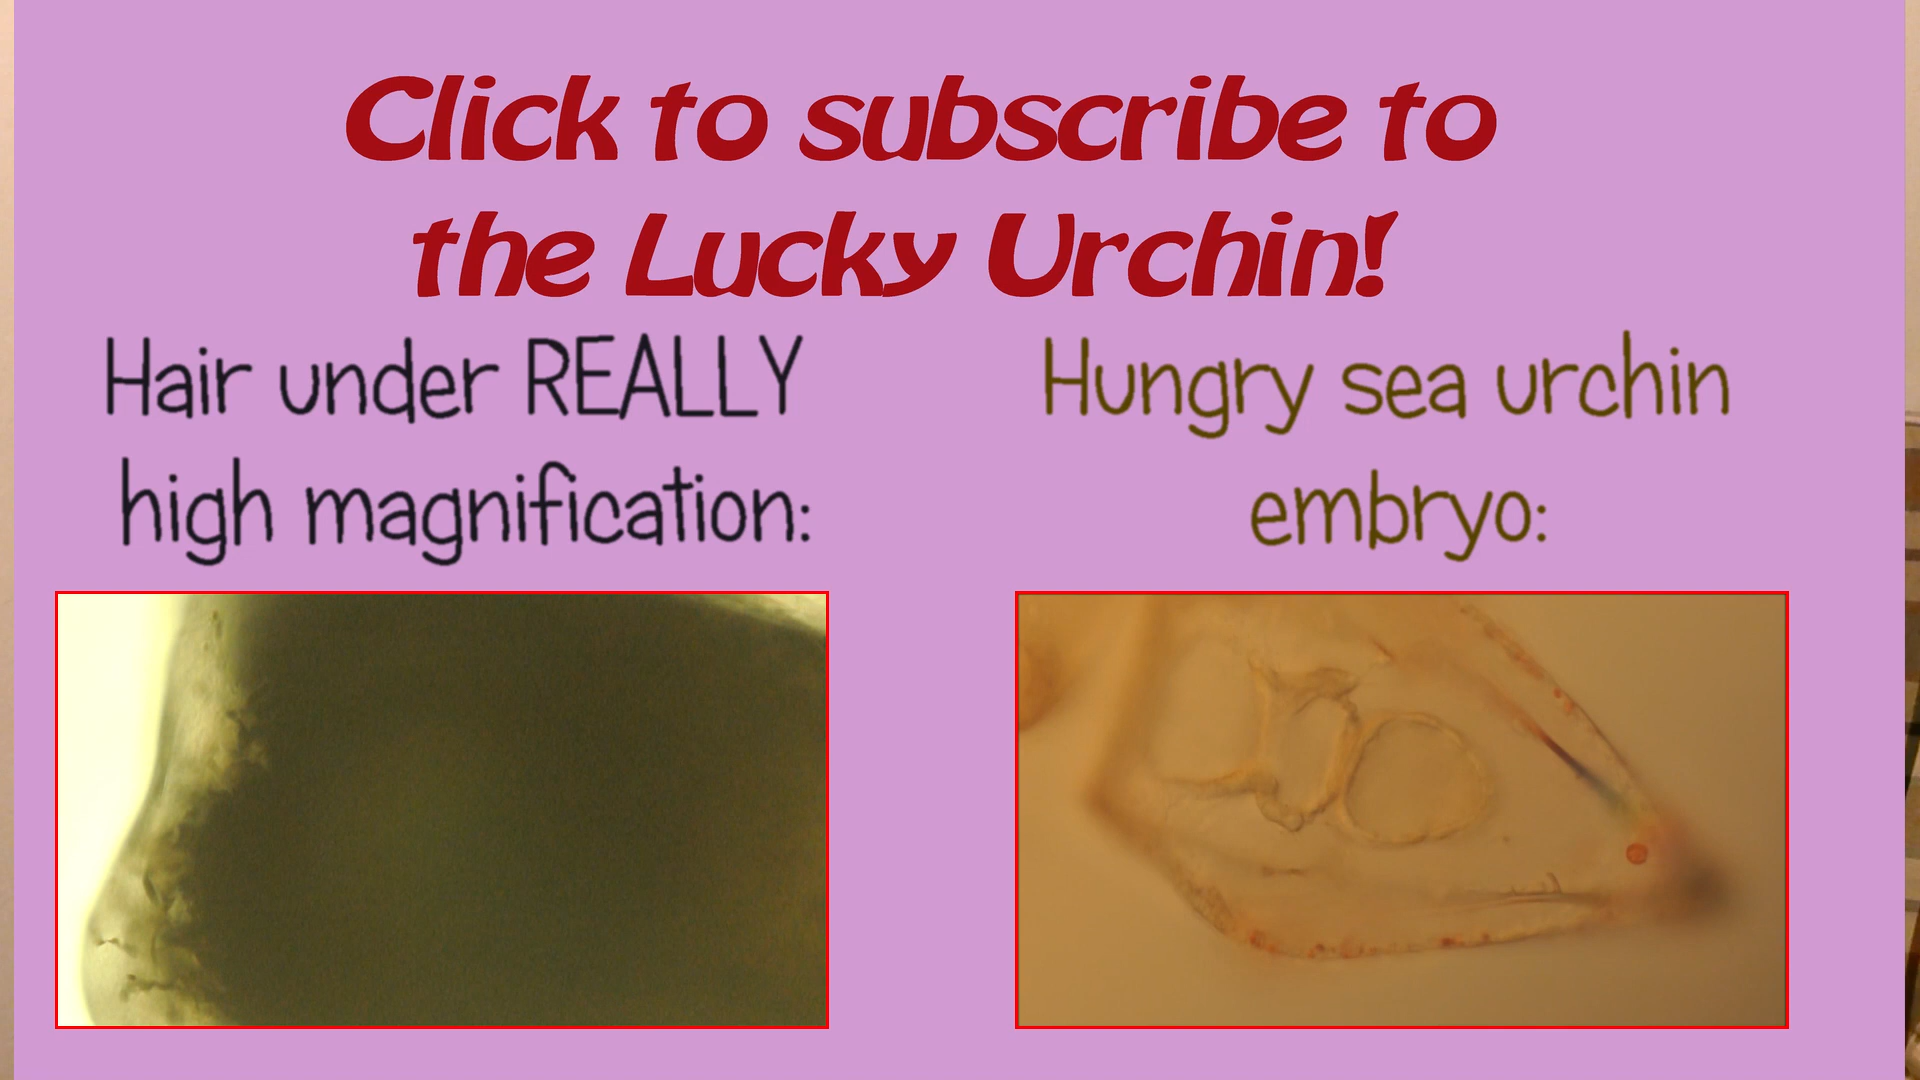 Click to subscribe to
the Lucky Urchin!
Hair under REALLY
high magnification:
Hungry sea urchin
embryo: